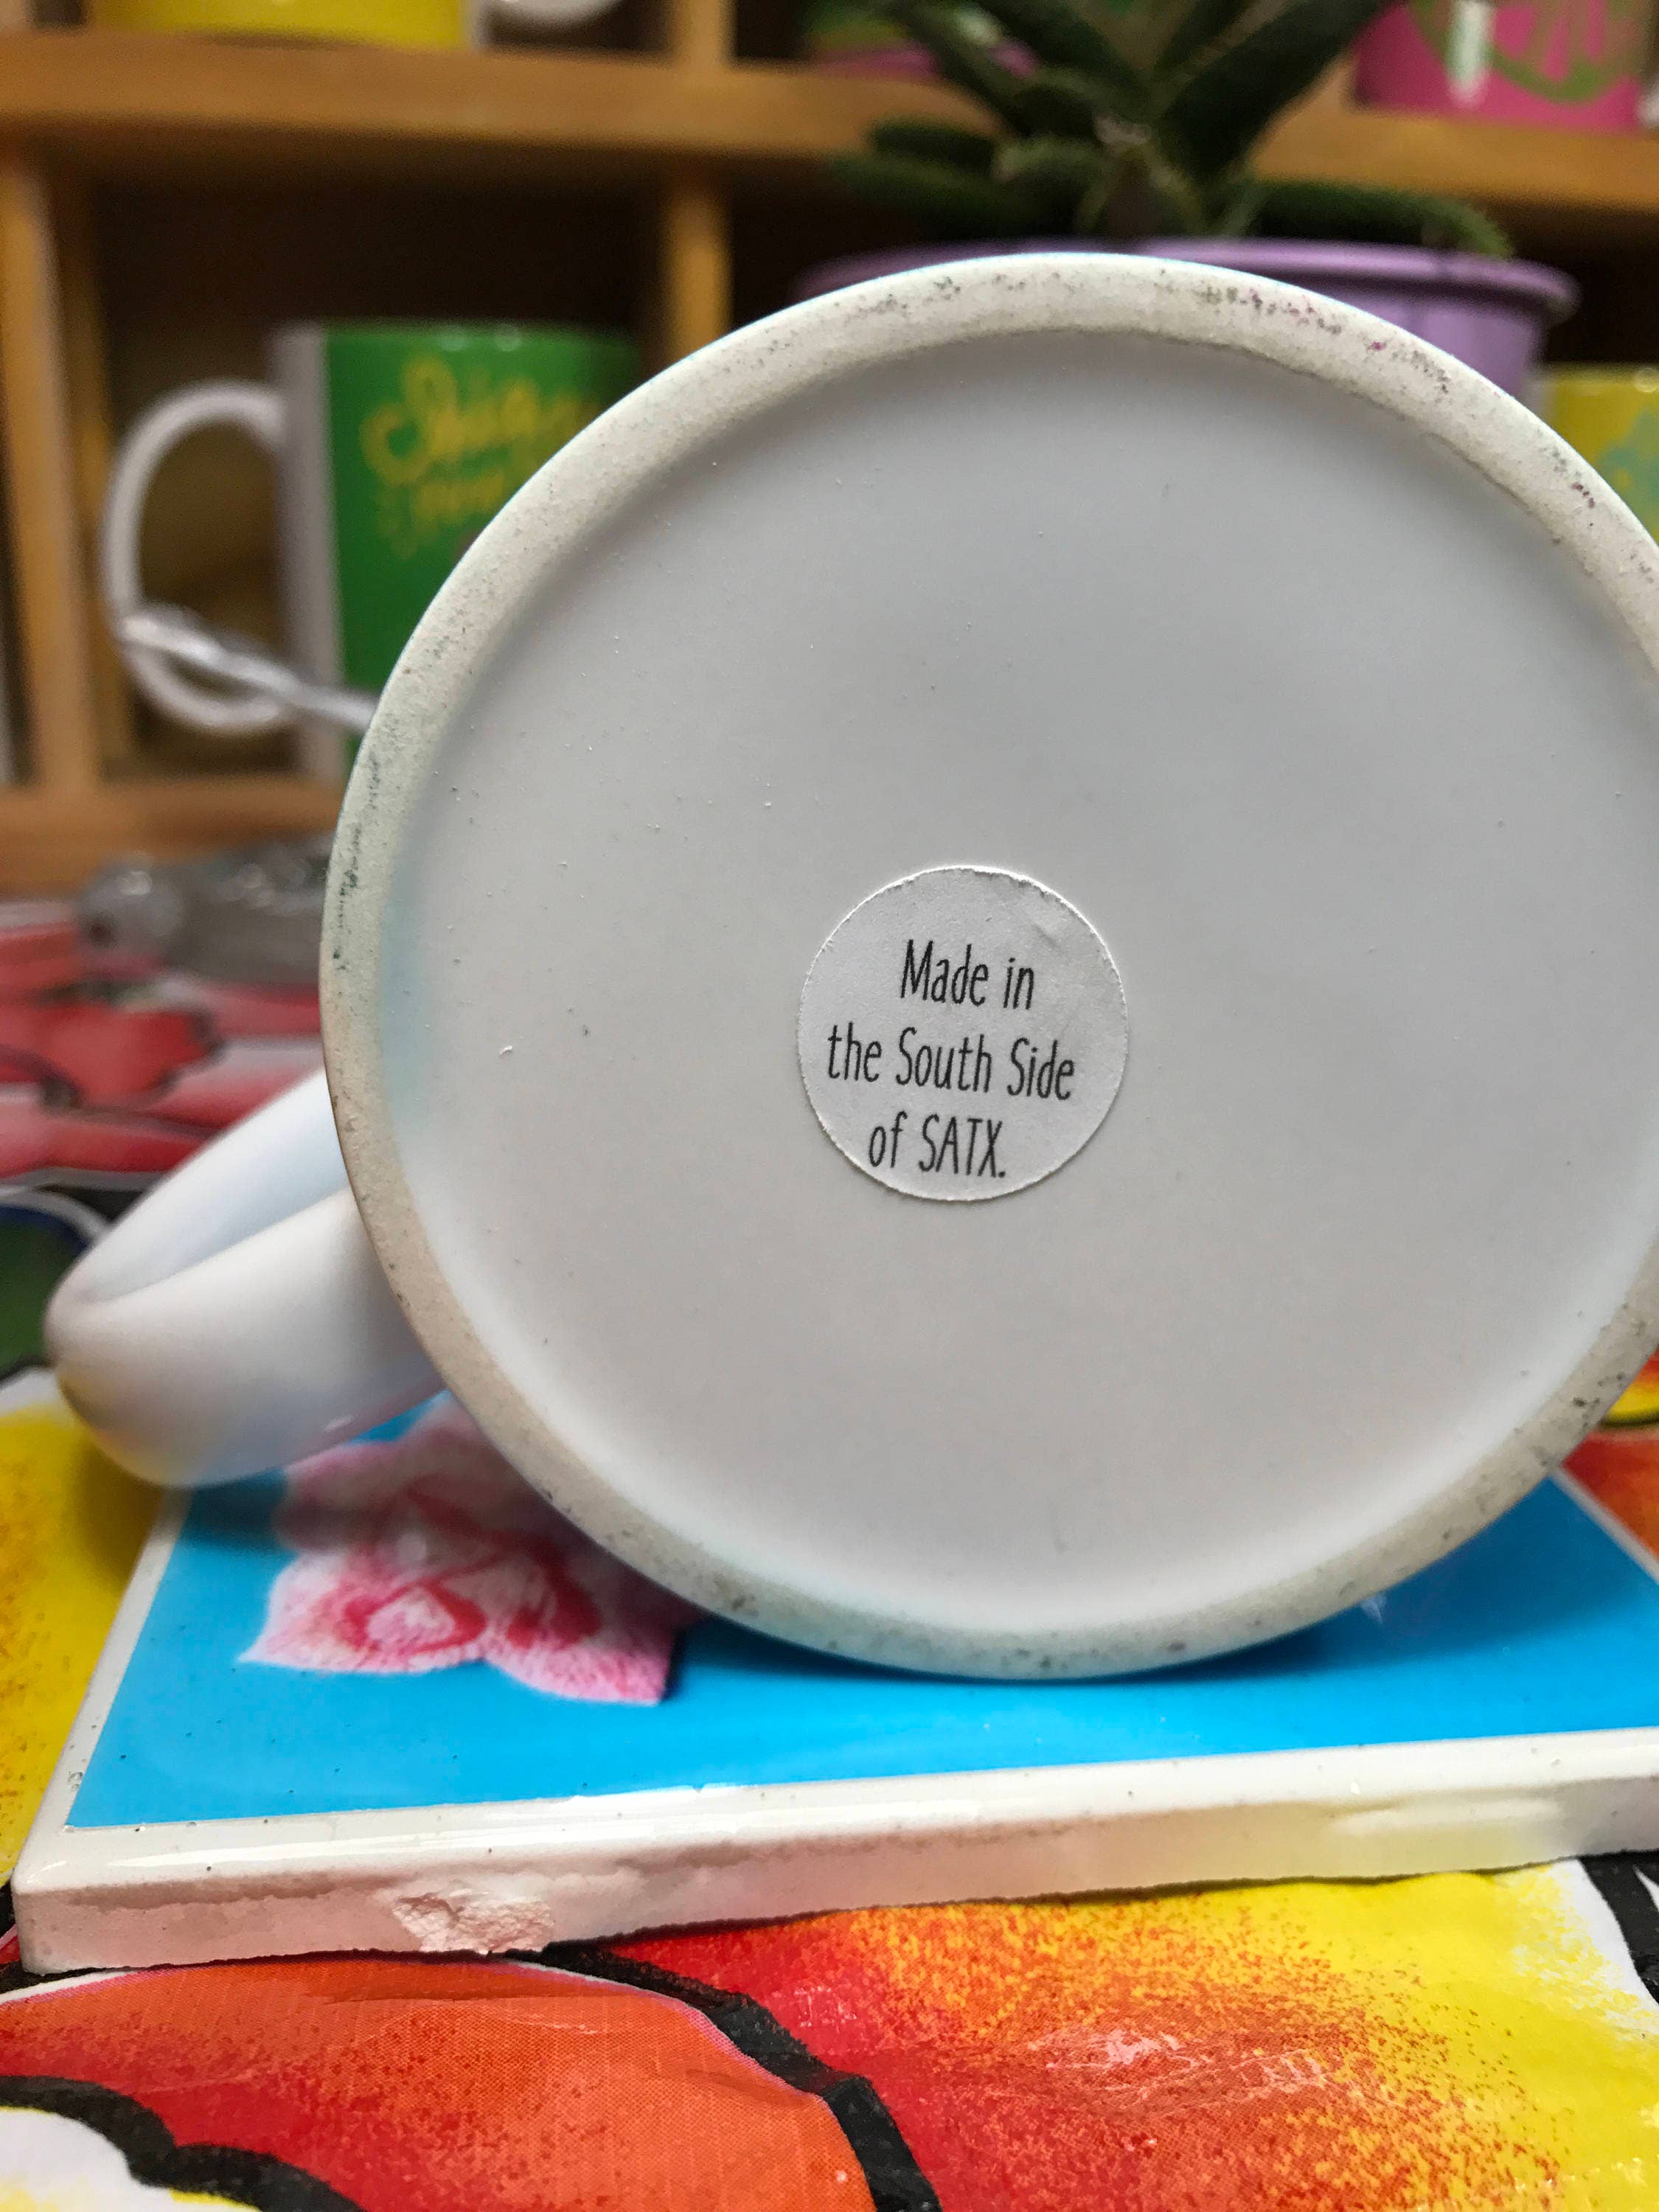 Made in
the South Side
of SATX.